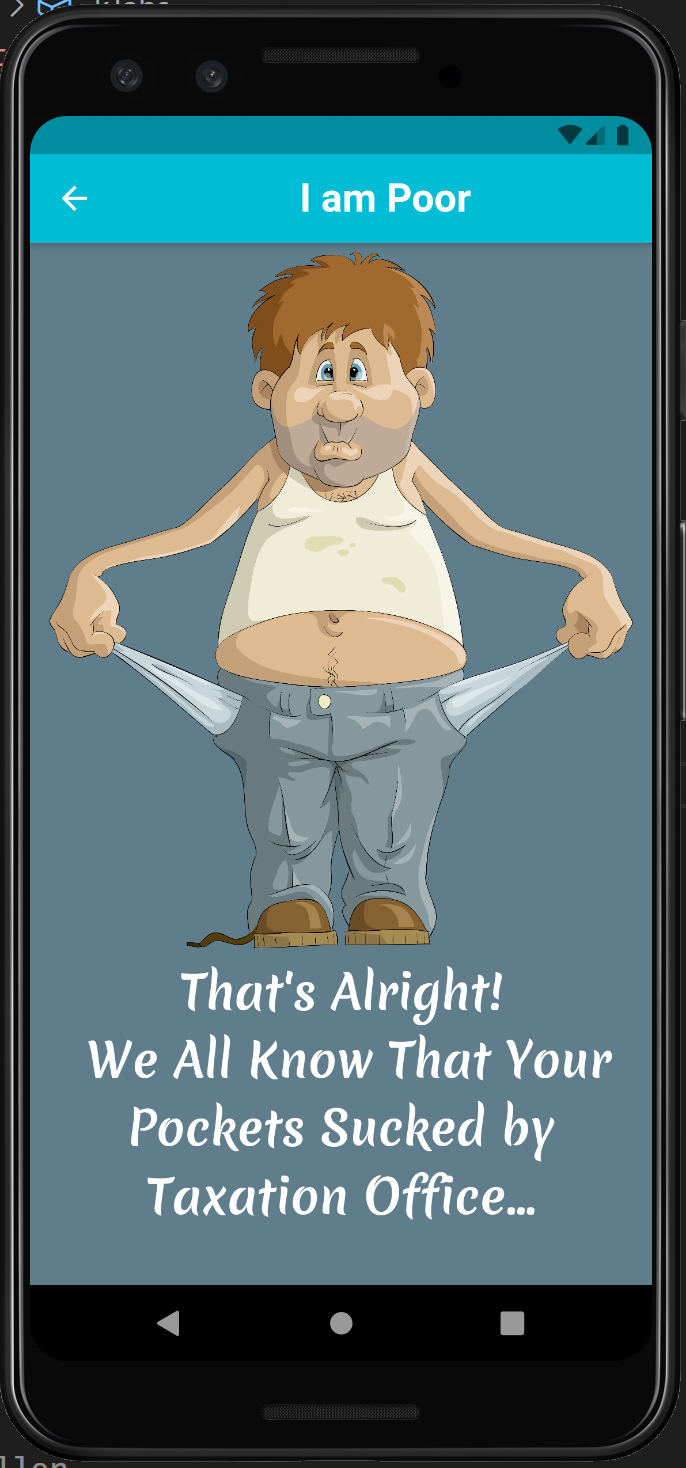 I am Poor
That's Alright!
We All Know That Your
Pockets Sucked by
Taxation Office...